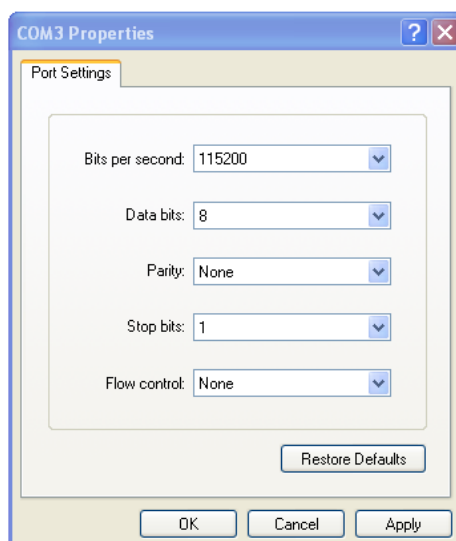 COM3 Properties
Port Settings
Bits per second: 115200
Data bits: 8
Parity: None
Stop bits: 1
Flow control: None
Restore Defaults
OK Cancel Apply